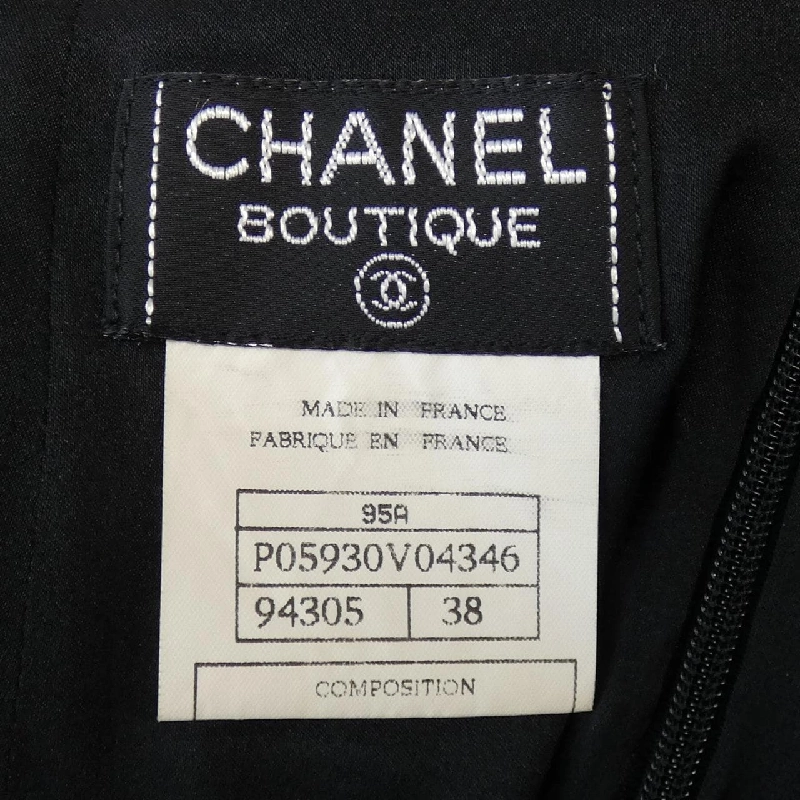 CHANEL
BOUTIQUE
MADE IN FRANCE
FABRIQUE EN FRANCE
95A
P05930V04346
94305 38
COMPOSITION